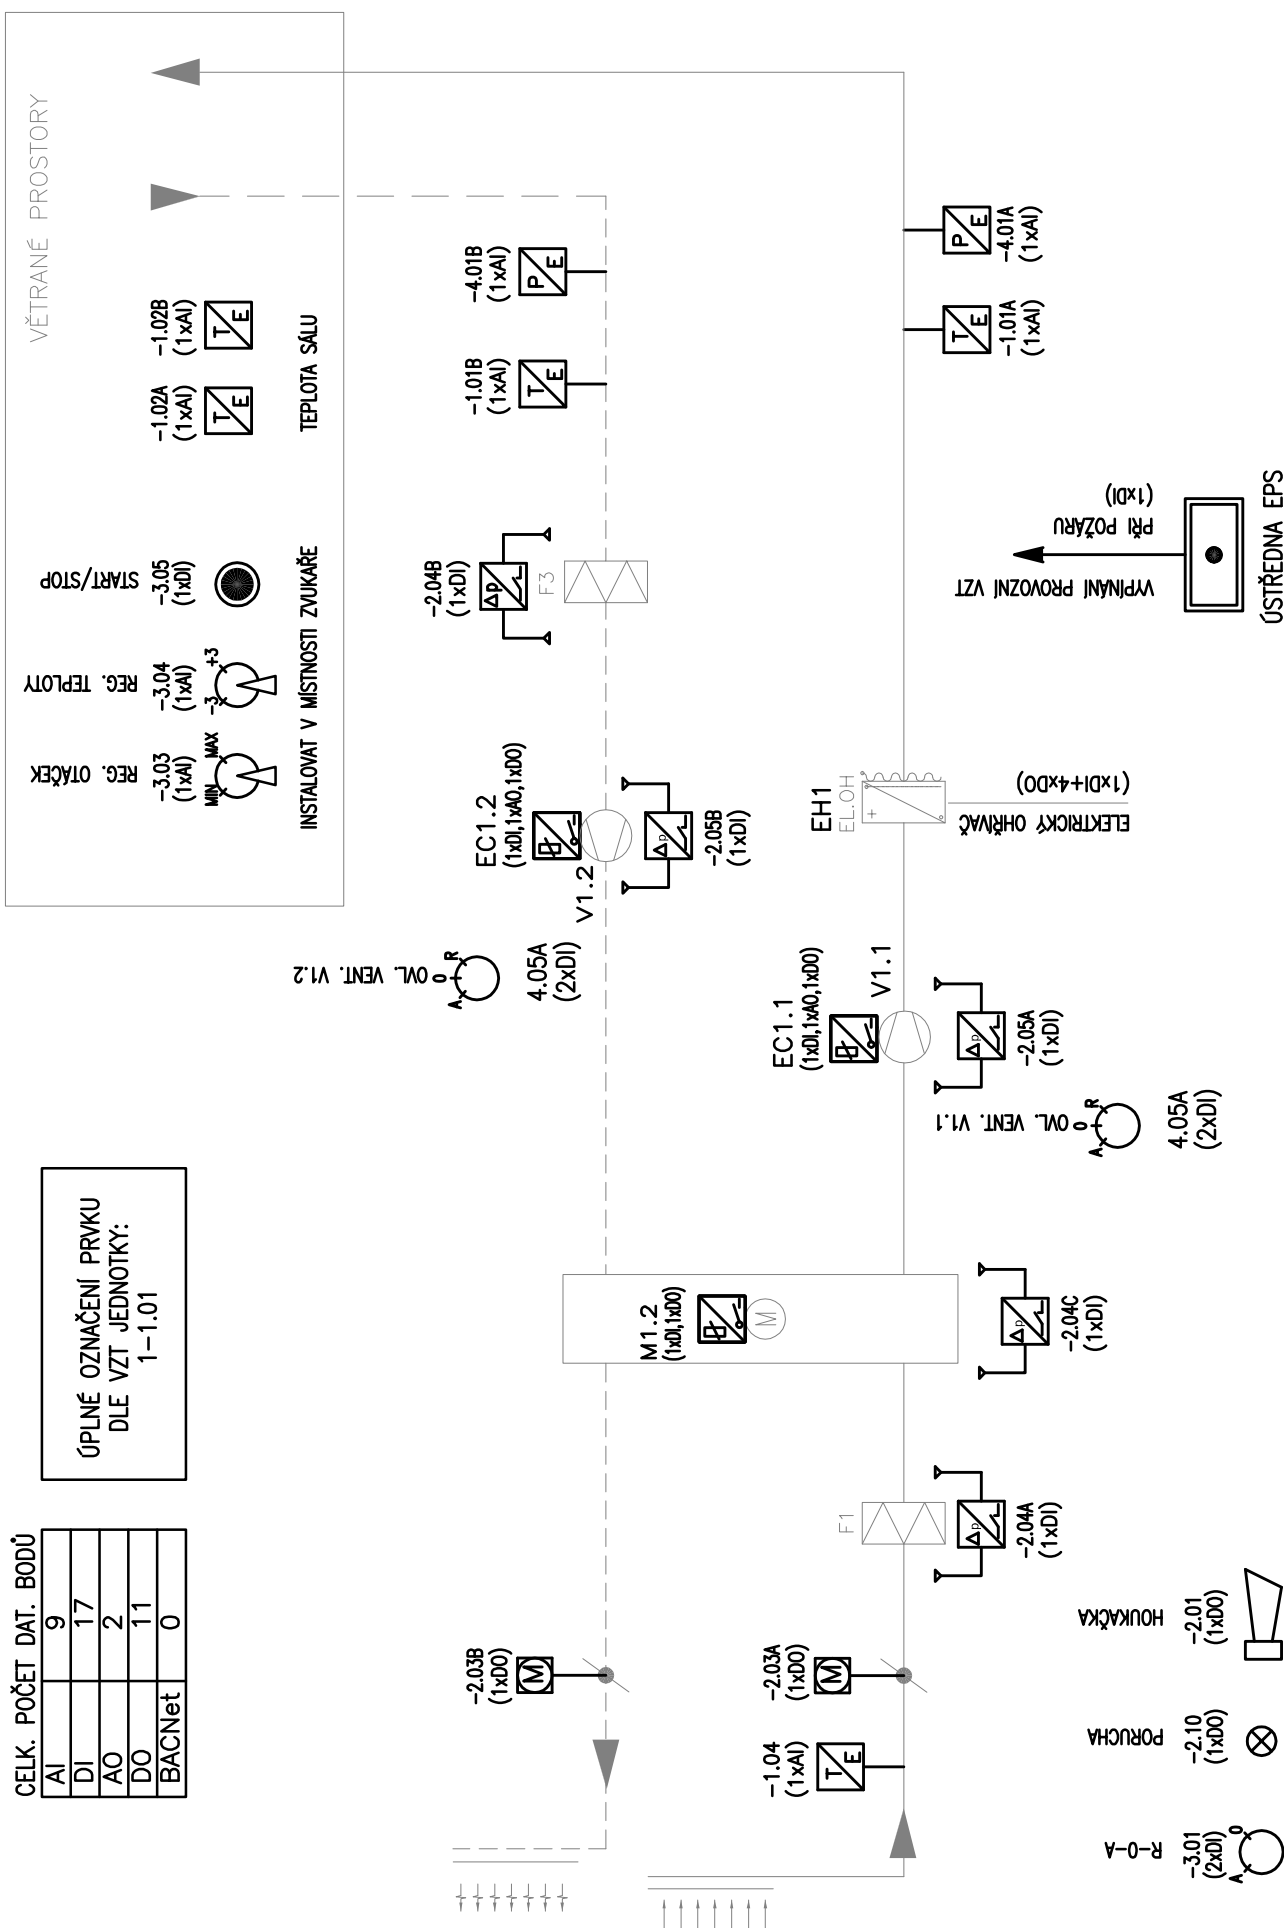 CELK. POČET DAT. BODŮ
AI 9
DI 17
AO 2
DO 11
BACNet 0
ÚPLNÉ OZNAČENÍ PRVKU
DLE VZT JEDNOTKY:
1-1.01
VĚTRANÉ PROSTORY
REG. OTÁČEK
-3.03
(1xAI)
MIN MAX
REG. TEPLOTY
-3.04
(1xAI)
-3 +3
START/STOP
-3.05
(1xDI)
INSTALOVAT V MÍSTNOSTI ZVUKAŘE
-1.02A
(1xAI)
T E
-1.02B
(1xAI)
T E
TEPLOTA SÁLU
OVL. VENT. V1.2
A 0 R
4.05A
(2xDI)
-2.03B
(1xDO)
M
EC1.2
(1xDI,1xAO,1xDO)
V1.2
-2.05B
(1xDI)
Δp
-2.04B
(1xDI)
Δp
F3
-1.01B
(1xAI)
T E
-4.01B
(1xAI)
P E
M1.2
(1xDI,1xDO)
M
-1.04
(1xAI)
T E
-2.03A
(1xDO)
M
F1
-2.04A
(1xDI)
Δp
-2.04C
(1xDI)
Δp
EC1.1
(1xDI,1xAO,1xDO)
V1.1
-2.05A
(1xDI)
Δp
OVL. VENT. V1.1
A 0 R
4.05A
(2xDI)
EH1
EL.OH
+
ELEKTRICKÝ OHŘÍVAČ
(1xDI+4xDO)
-1.01A
(1xAI)
T E
-4.01A
(1xAI)
P E
VYPÍNÁNÍ PROVOZNÍ VZT
PŘI POŽÁRU
(1xDI)
ÚSTŘEDNA EPS
R-0-A
-3.01
(2xDI)
A 0
PORUCHA
-2.10
(1xDO)
HOUKAČKA
-2.01
(1xDO)